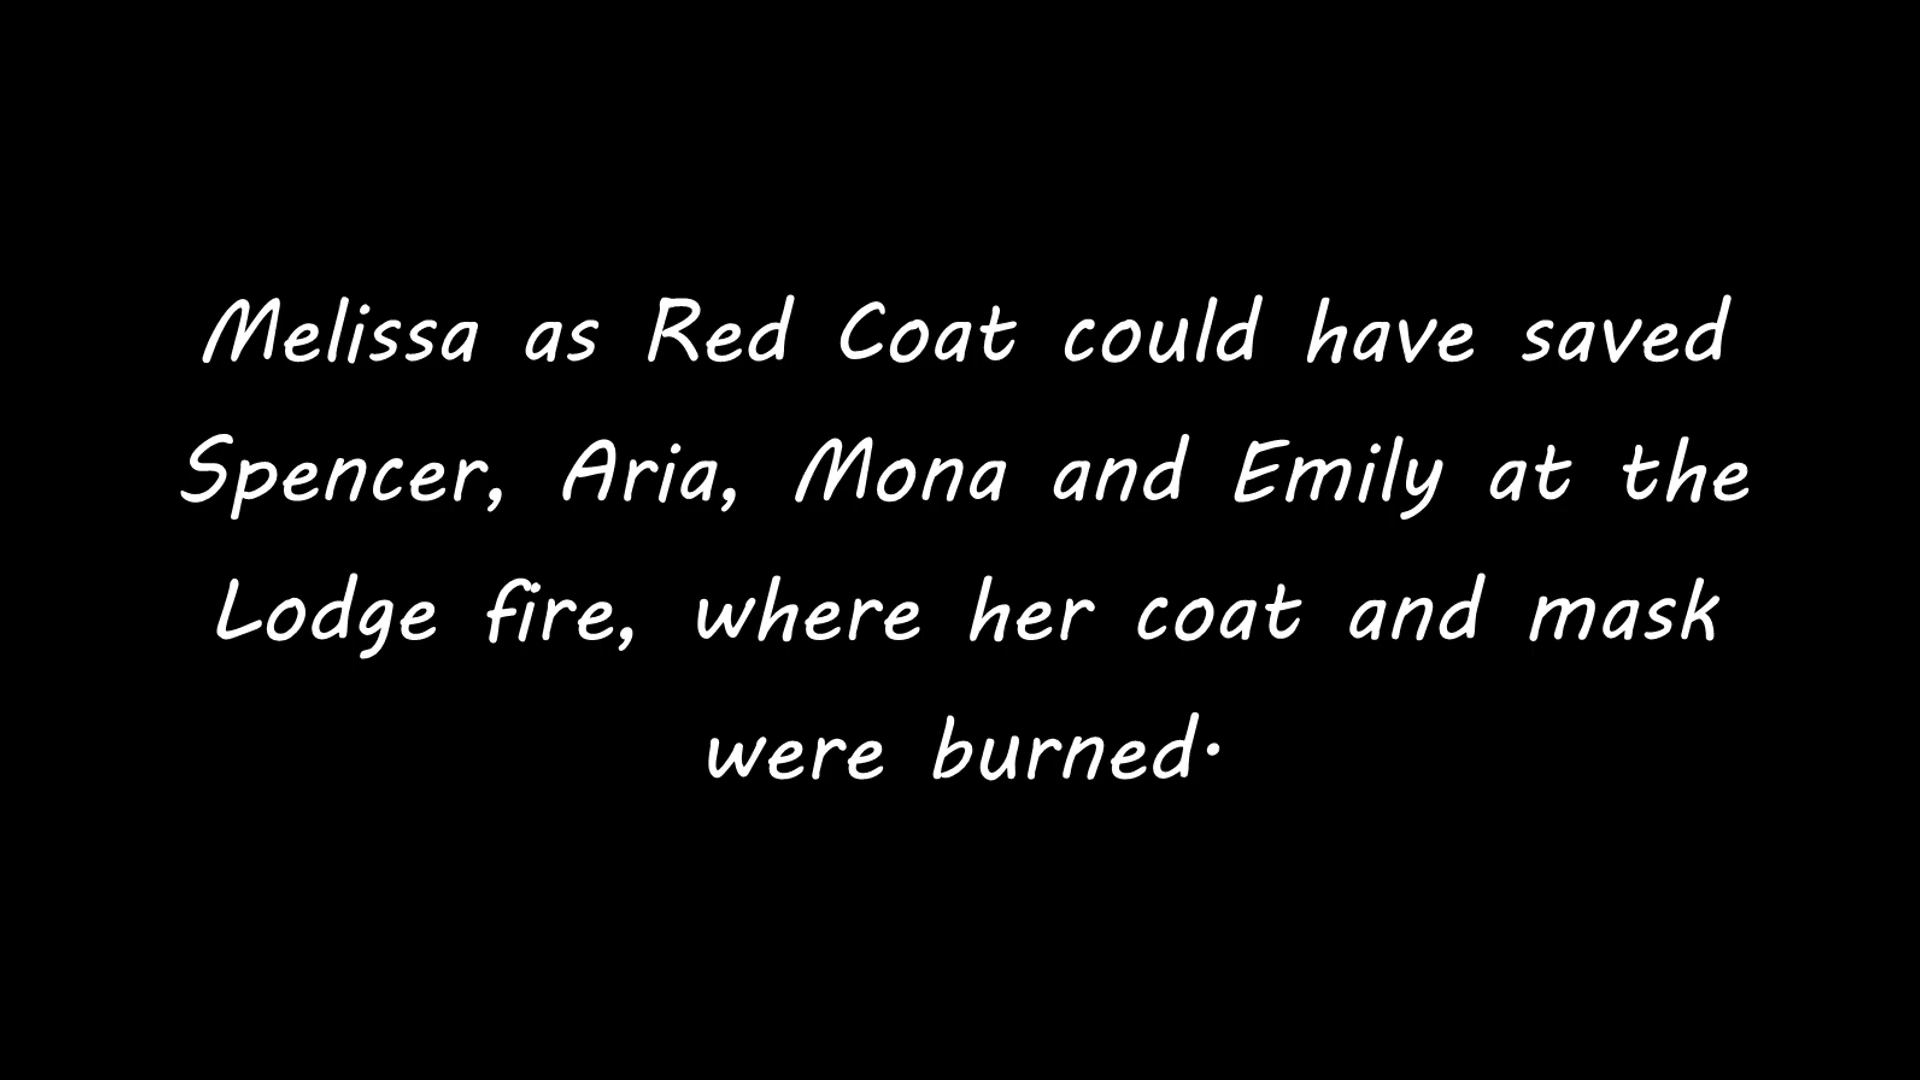 Melissa as Red Coat could have saved
Spencer, Aria, Mona and Emily at the
Lodge fire, where her coat and mask
were burned.